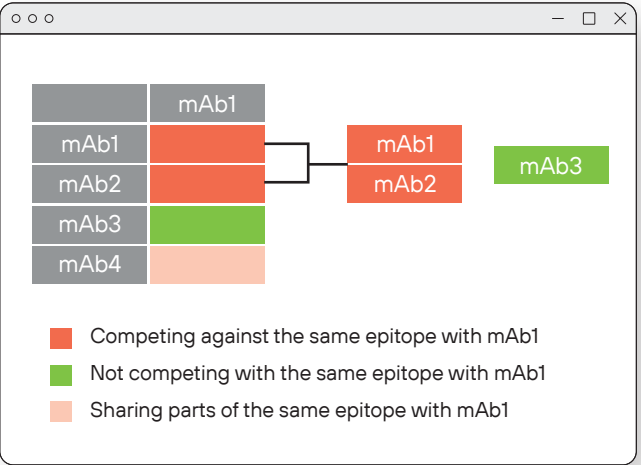 mAb1
mAb1
mAb1
mAb2
mAb2
mAb3
mAb3
mAb4
Competing against the same epitope with mAb1
Not competing with the same epitope with mAb1
Sharing parts of the same epitope with mAb1